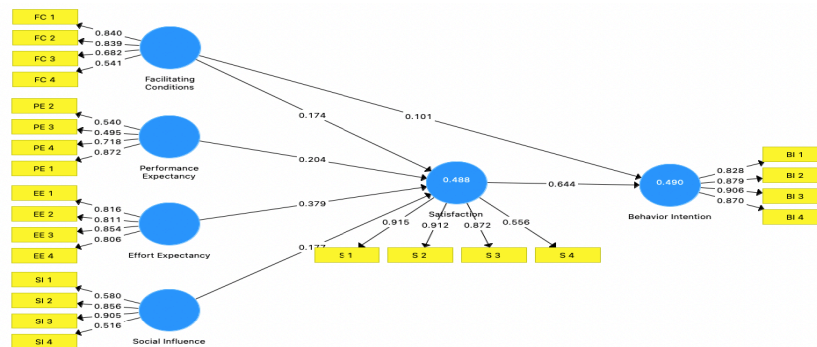 FC 1
0.840
FC 2
0.839
FC 3
0.682
FC 4
0.541
Facilitating
Conditions
PE 2
0.540
PE 3
0.495
PE 4
0.718
PE 1
0.872
Performance
Expectancy
EE 1
0.816
EE 2
0.811
EE 3
0.854
EE 4
0.806
Effort Expectancy
SI 1
0.580
SI 2
0.856
SI 3
0.905
SI 4
0.516
Social Influence
0.174
0.101
0.204
0.379
0.177
0.488
Satisfaction
0.915
0.912
0.872
0.556
S 1
S 2
S 3
S 4
0.644
0.490
Behavior Intention
0.828
BI 1
0.879
BI 2
0.906
BI 3
0.870
BI 4